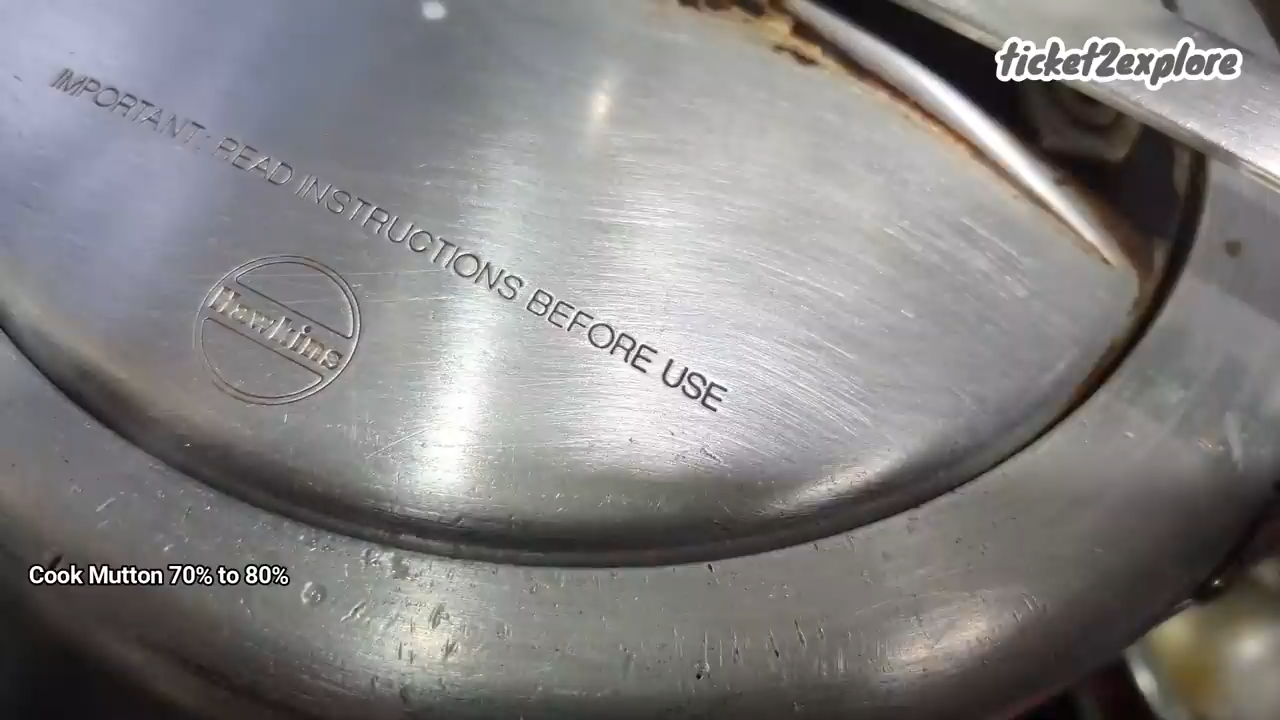 ticket2explore
IMPORTANT: READ INSTRUCTIONS BEFORE USE
Hawkins
Cook Mutton 70% to 80%